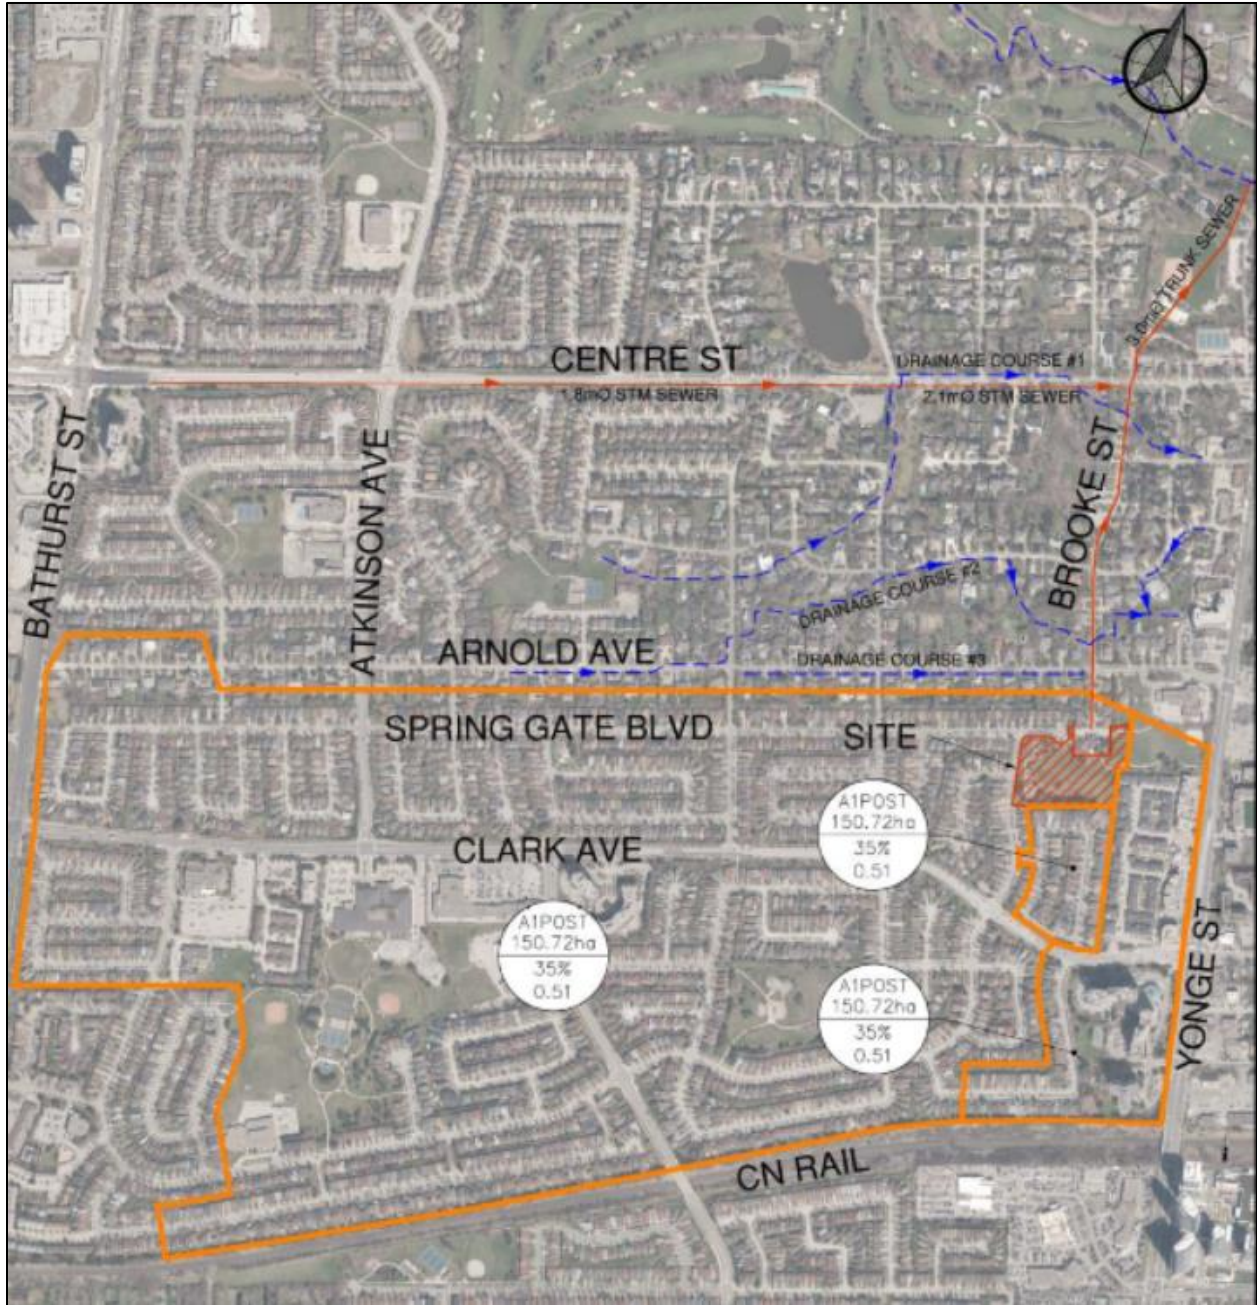 3.0mØ TRUNK SEWER
CENTRE ST
DRAINAGE COURSE #1
1.8mØ STM SEWER
2.1mØ STM SEWER
BATHURST ST
ATKINSON AVE
BROOKE ST
DRAINAGE COURSE #2
ARNOLD AVE
DRAINAGE COURSE #3
SPRING GATE BLVD
SITE
A1POST
150.72ha
35%
0.51
CLARK AVE
A1POST
150.72ha
35%
0.51
A1POST
150.72ha
35%
0.51
YONGE ST
CN RAIL